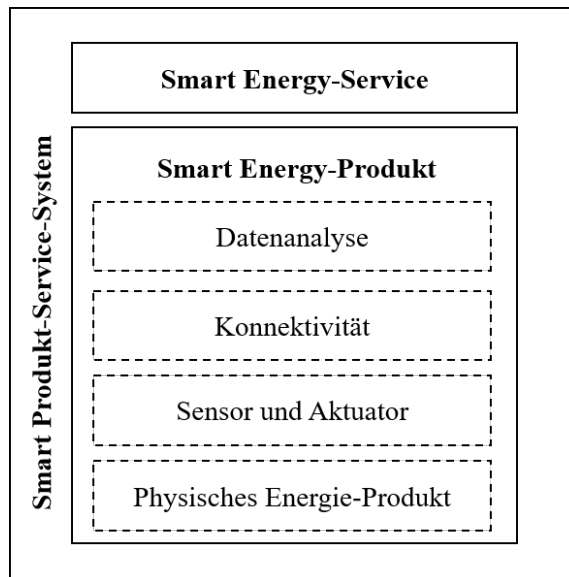 Smart Produkt-Service-System
Smart Energy-Service
Smart Energy-Produkt
Datenanalyse
Konnektivität
Sensor und Aktuator
Physisches Energie-Produkt